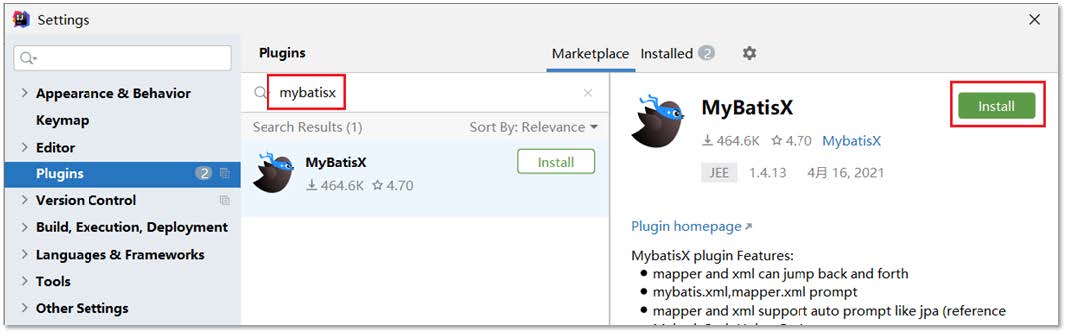 Settings
Appearance & Behavior
Keymap
Editor
Plugins 2
Version Control
Build, Execution, Deployment
Languages & Frameworks
Tools
Other Settings
Plugins
Marketplace Installed 2
mybatisx
Search Results (1) Sort By: Relevance
MyBatisX
464.6K 4.70
Install
MyBatisX
Install
464.6K 4.70 MybatisX
JEE 1.4.13 4月 16, 2021
Plugin homepage
MybatisX plugin Features:
mapper and xml can jump back and forth
mybatis.xml,mapper.xml prompt
mapper and xml support auto prompt like jpa (reference